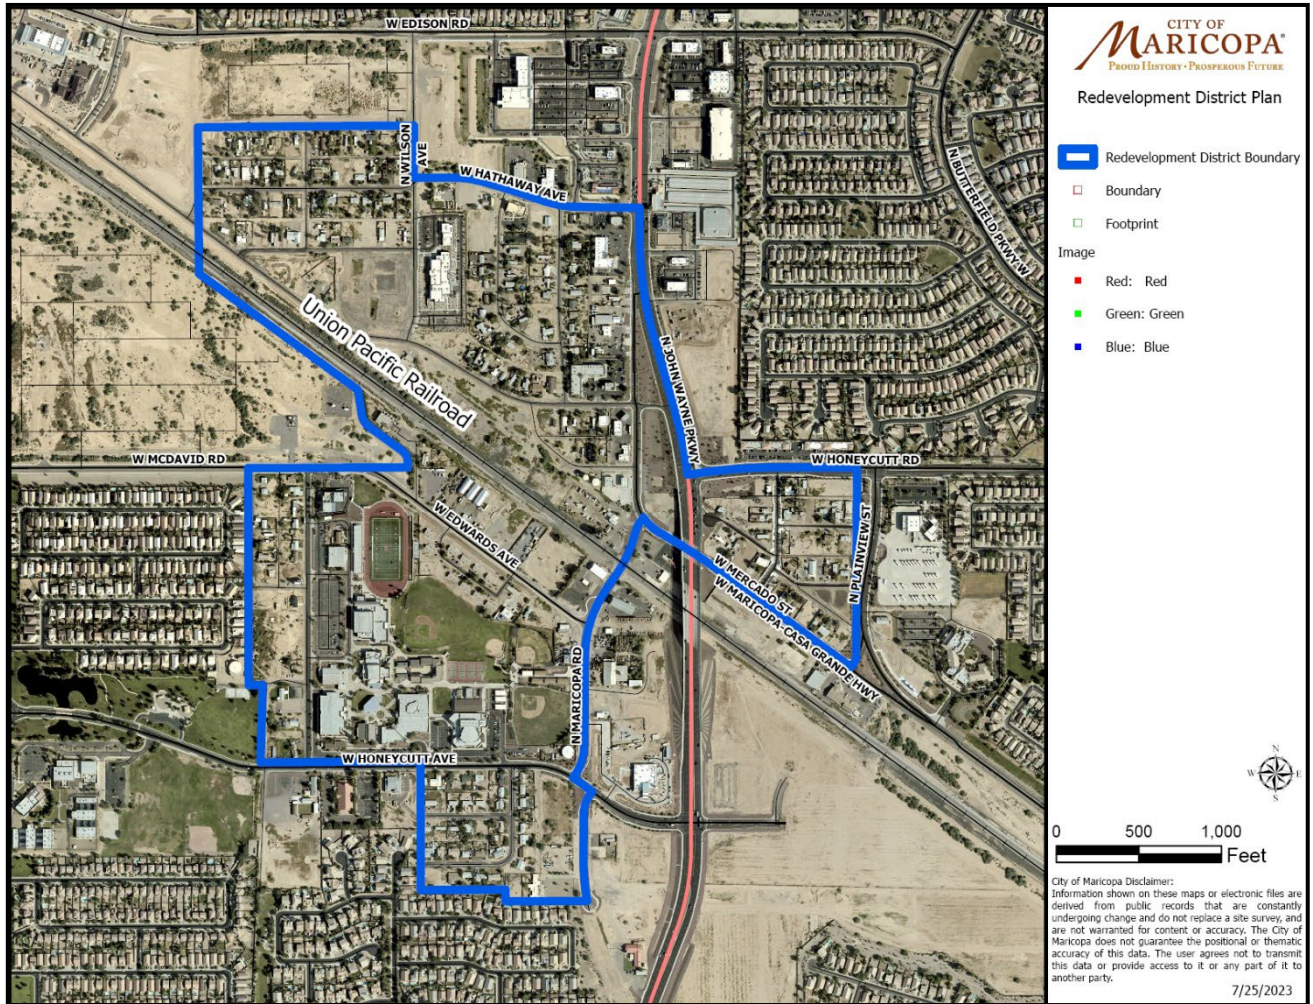 W EDISON RD
N WILSON
AVE
W HATHAWAY AVE
N BUTTERFIELD PKWY W
Union Pacific Railroad
N JOHN WAYNE PKWY
W MCDAVID RD
W HONEYCUTT RD
W EDWARDS AVE
N PLAINVIEW ST
W MERCADO ST
W MARICOPA-CASA GRANDE HWY
N MARICOPA RD
W HONEYCUTT AVE
CITY OF
MARICOPA®
PROUD HISTORY • PROSPEROUS FUTURE
Redevelopment District Plan
Redevelopment District Boundary
Boundary
Footprint
Image
Red: Red
Green: Green
Blue: Blue
N
W E
S
0 500 1,000
Feet
City of Maricopa Disclaimer:
Information shown on these maps or electronic files are
derived from public records that are constantly
undergoing change and do not replace a site survey, and
are not warranted for content or accuracy. The City of
Maricopa does not guarantee the positional or thematic
accuracy of this data. The user agrees not to transmit
this data or provide access to it or any part of it to
another party.
7/25/2023